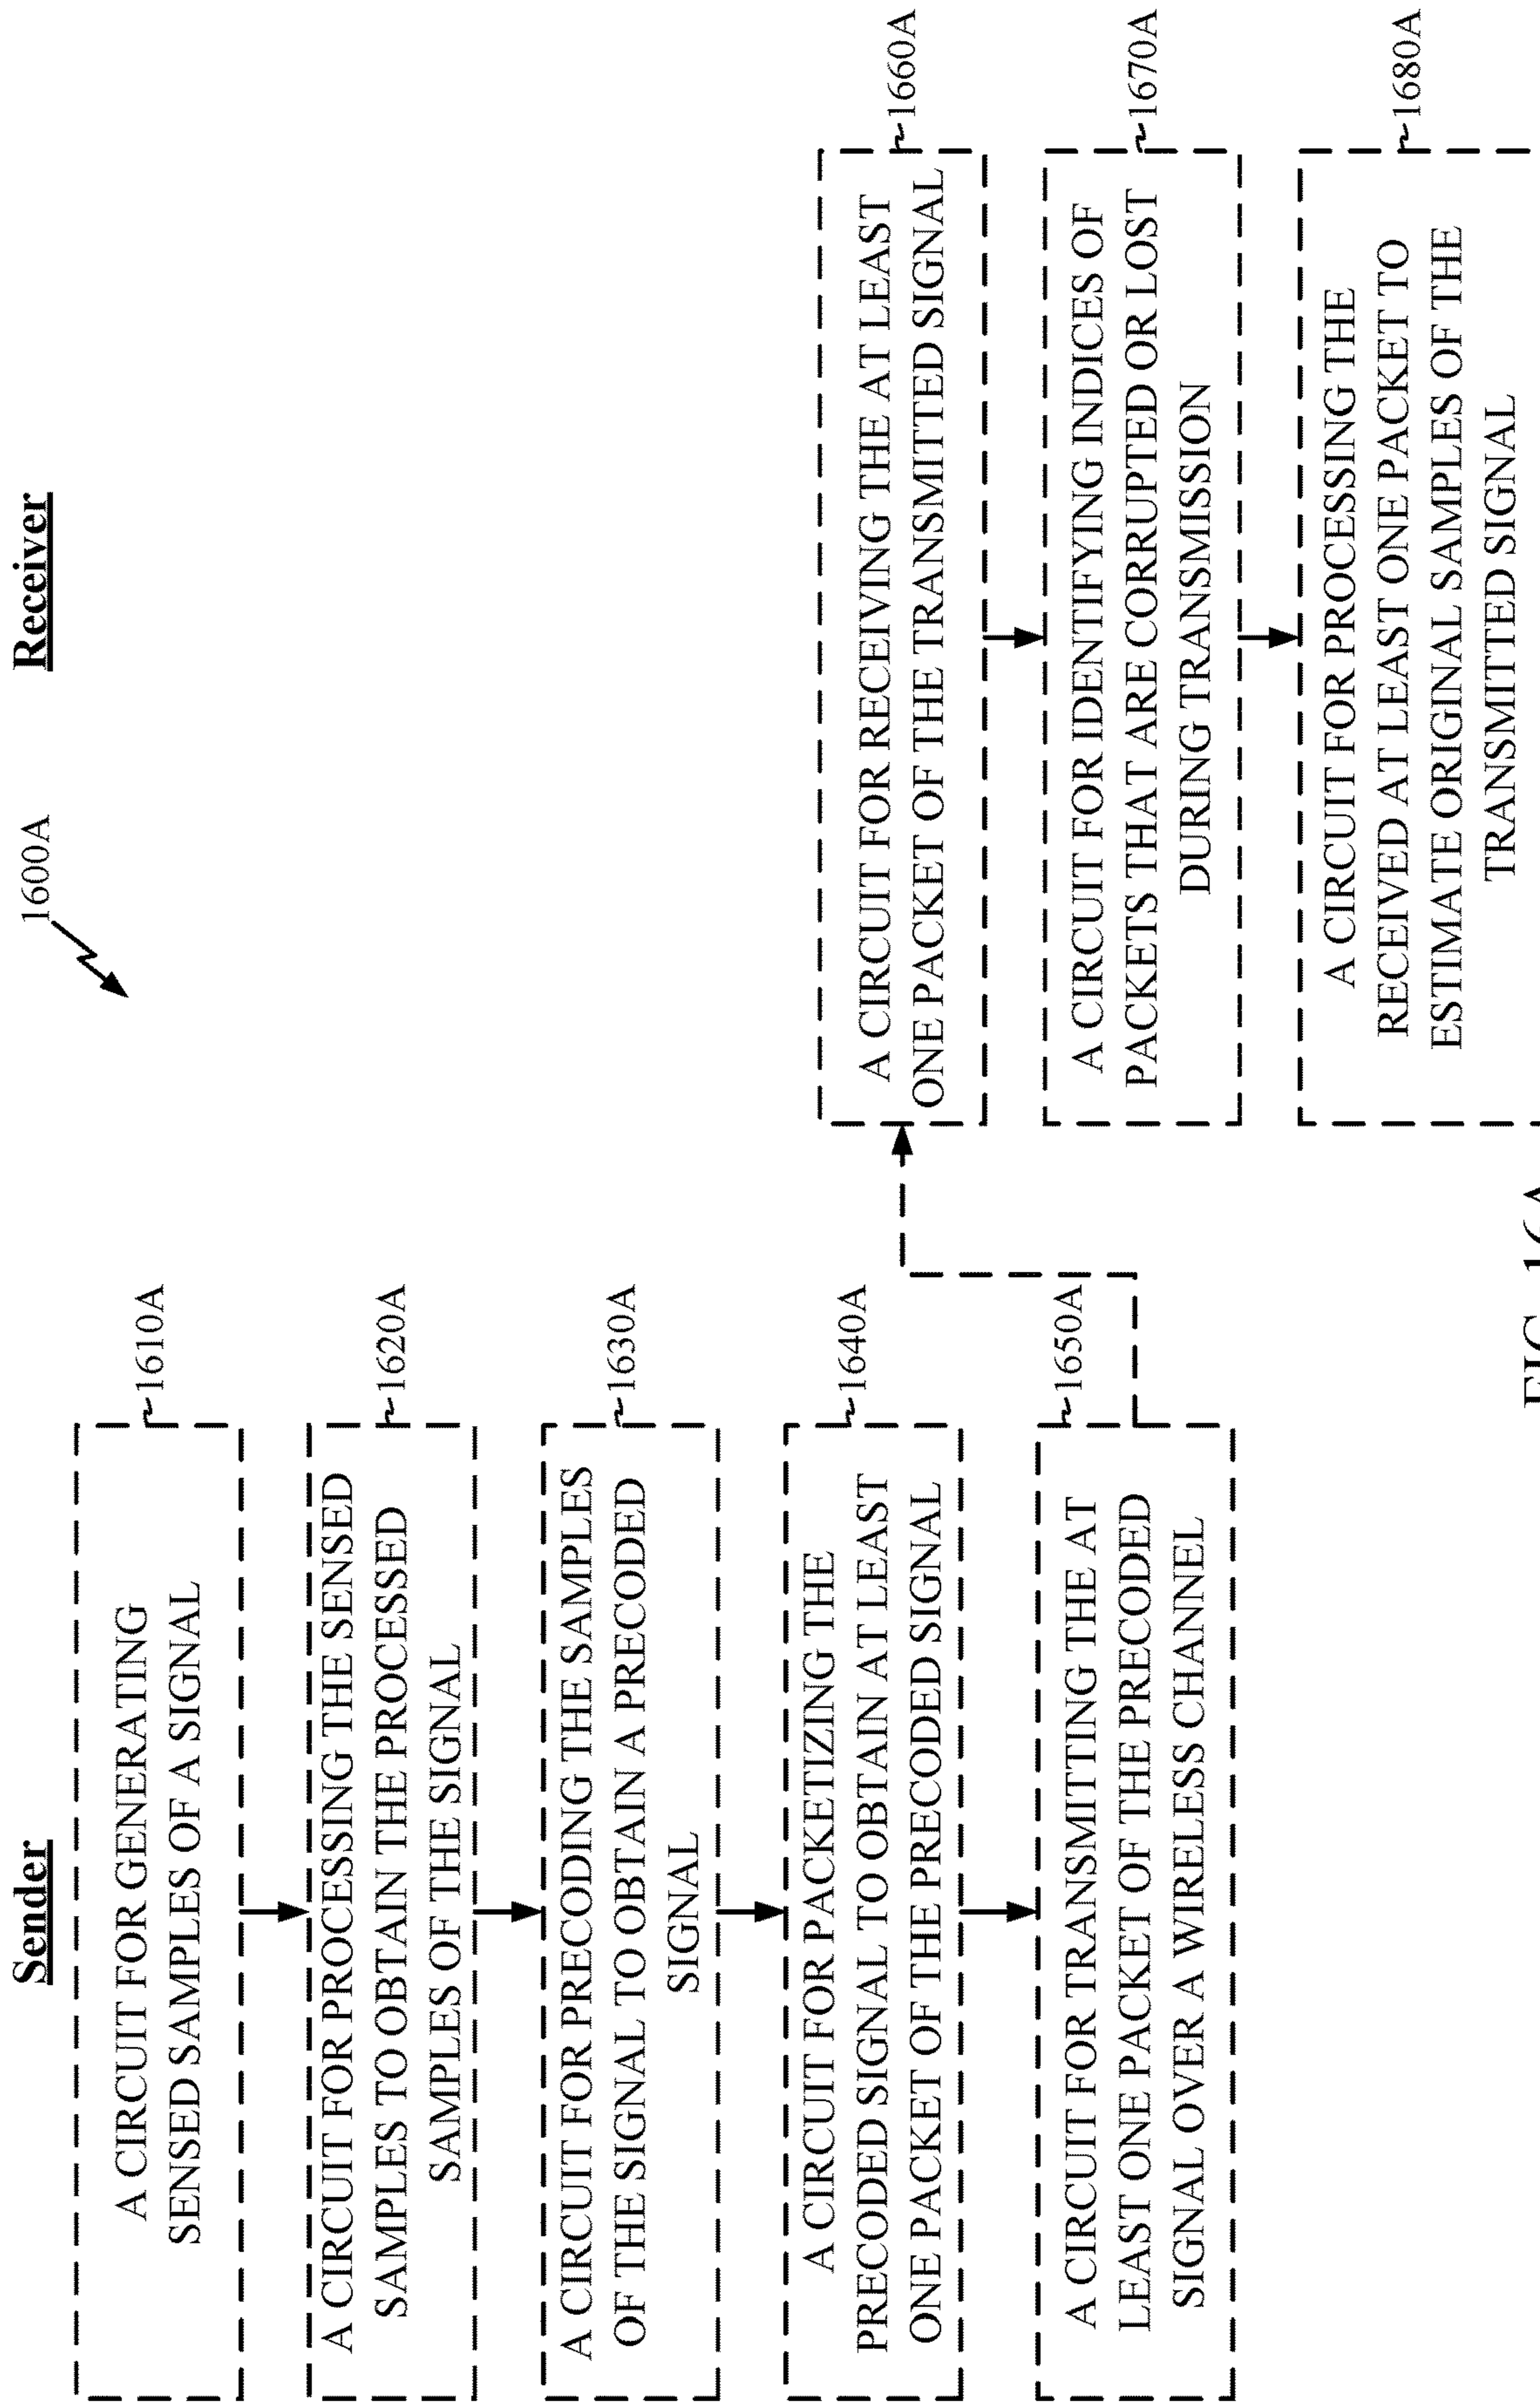 1600A
Sender
A CIRCUIT FOR GENERATING
SENSED SAMPLES OF A SIGNAL
1610A
A CIRCUIT FOR PROCESSING THE SENSED
SAMPLES TO OBTAIN THE PROCESSED
SAMPLES OF THE SIGNAL
1620A
A CIRCUIT FOR PRECODING THE SAMPLES
OF THE SIGNAL TO OBTAIN A PRECODED
SIGNAL
1630A
A CIRCUIT FOR PACKETIZING THE
PRECODED SIGNAL TO OBTAIN AT LEAST
ONE PACKET OF THE PRECODED SIGNAL
1640A
A CIRCUIT FOR TRANSMITTING THE AT
LEAST ONE PACKET OF THE PRECODED
SIGNAL OVER A WIRELESS CHANNEL
1650A
Receiver
A CIRCUIT FOR RECEIVING THE AT LEAST
ONE PACKET OF THE TRANSMITTED SIGNAL
1660A
A CIRCUIT FOR IDENTIFYING INDICES OF
PACKETS THAT ARE CORRUPTED OR LOST
DURING TRANSMISSION
1670A
A CIRCUIT FOR PROCESSING THE
RECEIVED AT LEAST ONE PACKET TO
ESTIMATE ORIGINAL SAMPLES OF THE
TRANSMITTED SIGNAL
1680A
FIG. 16A